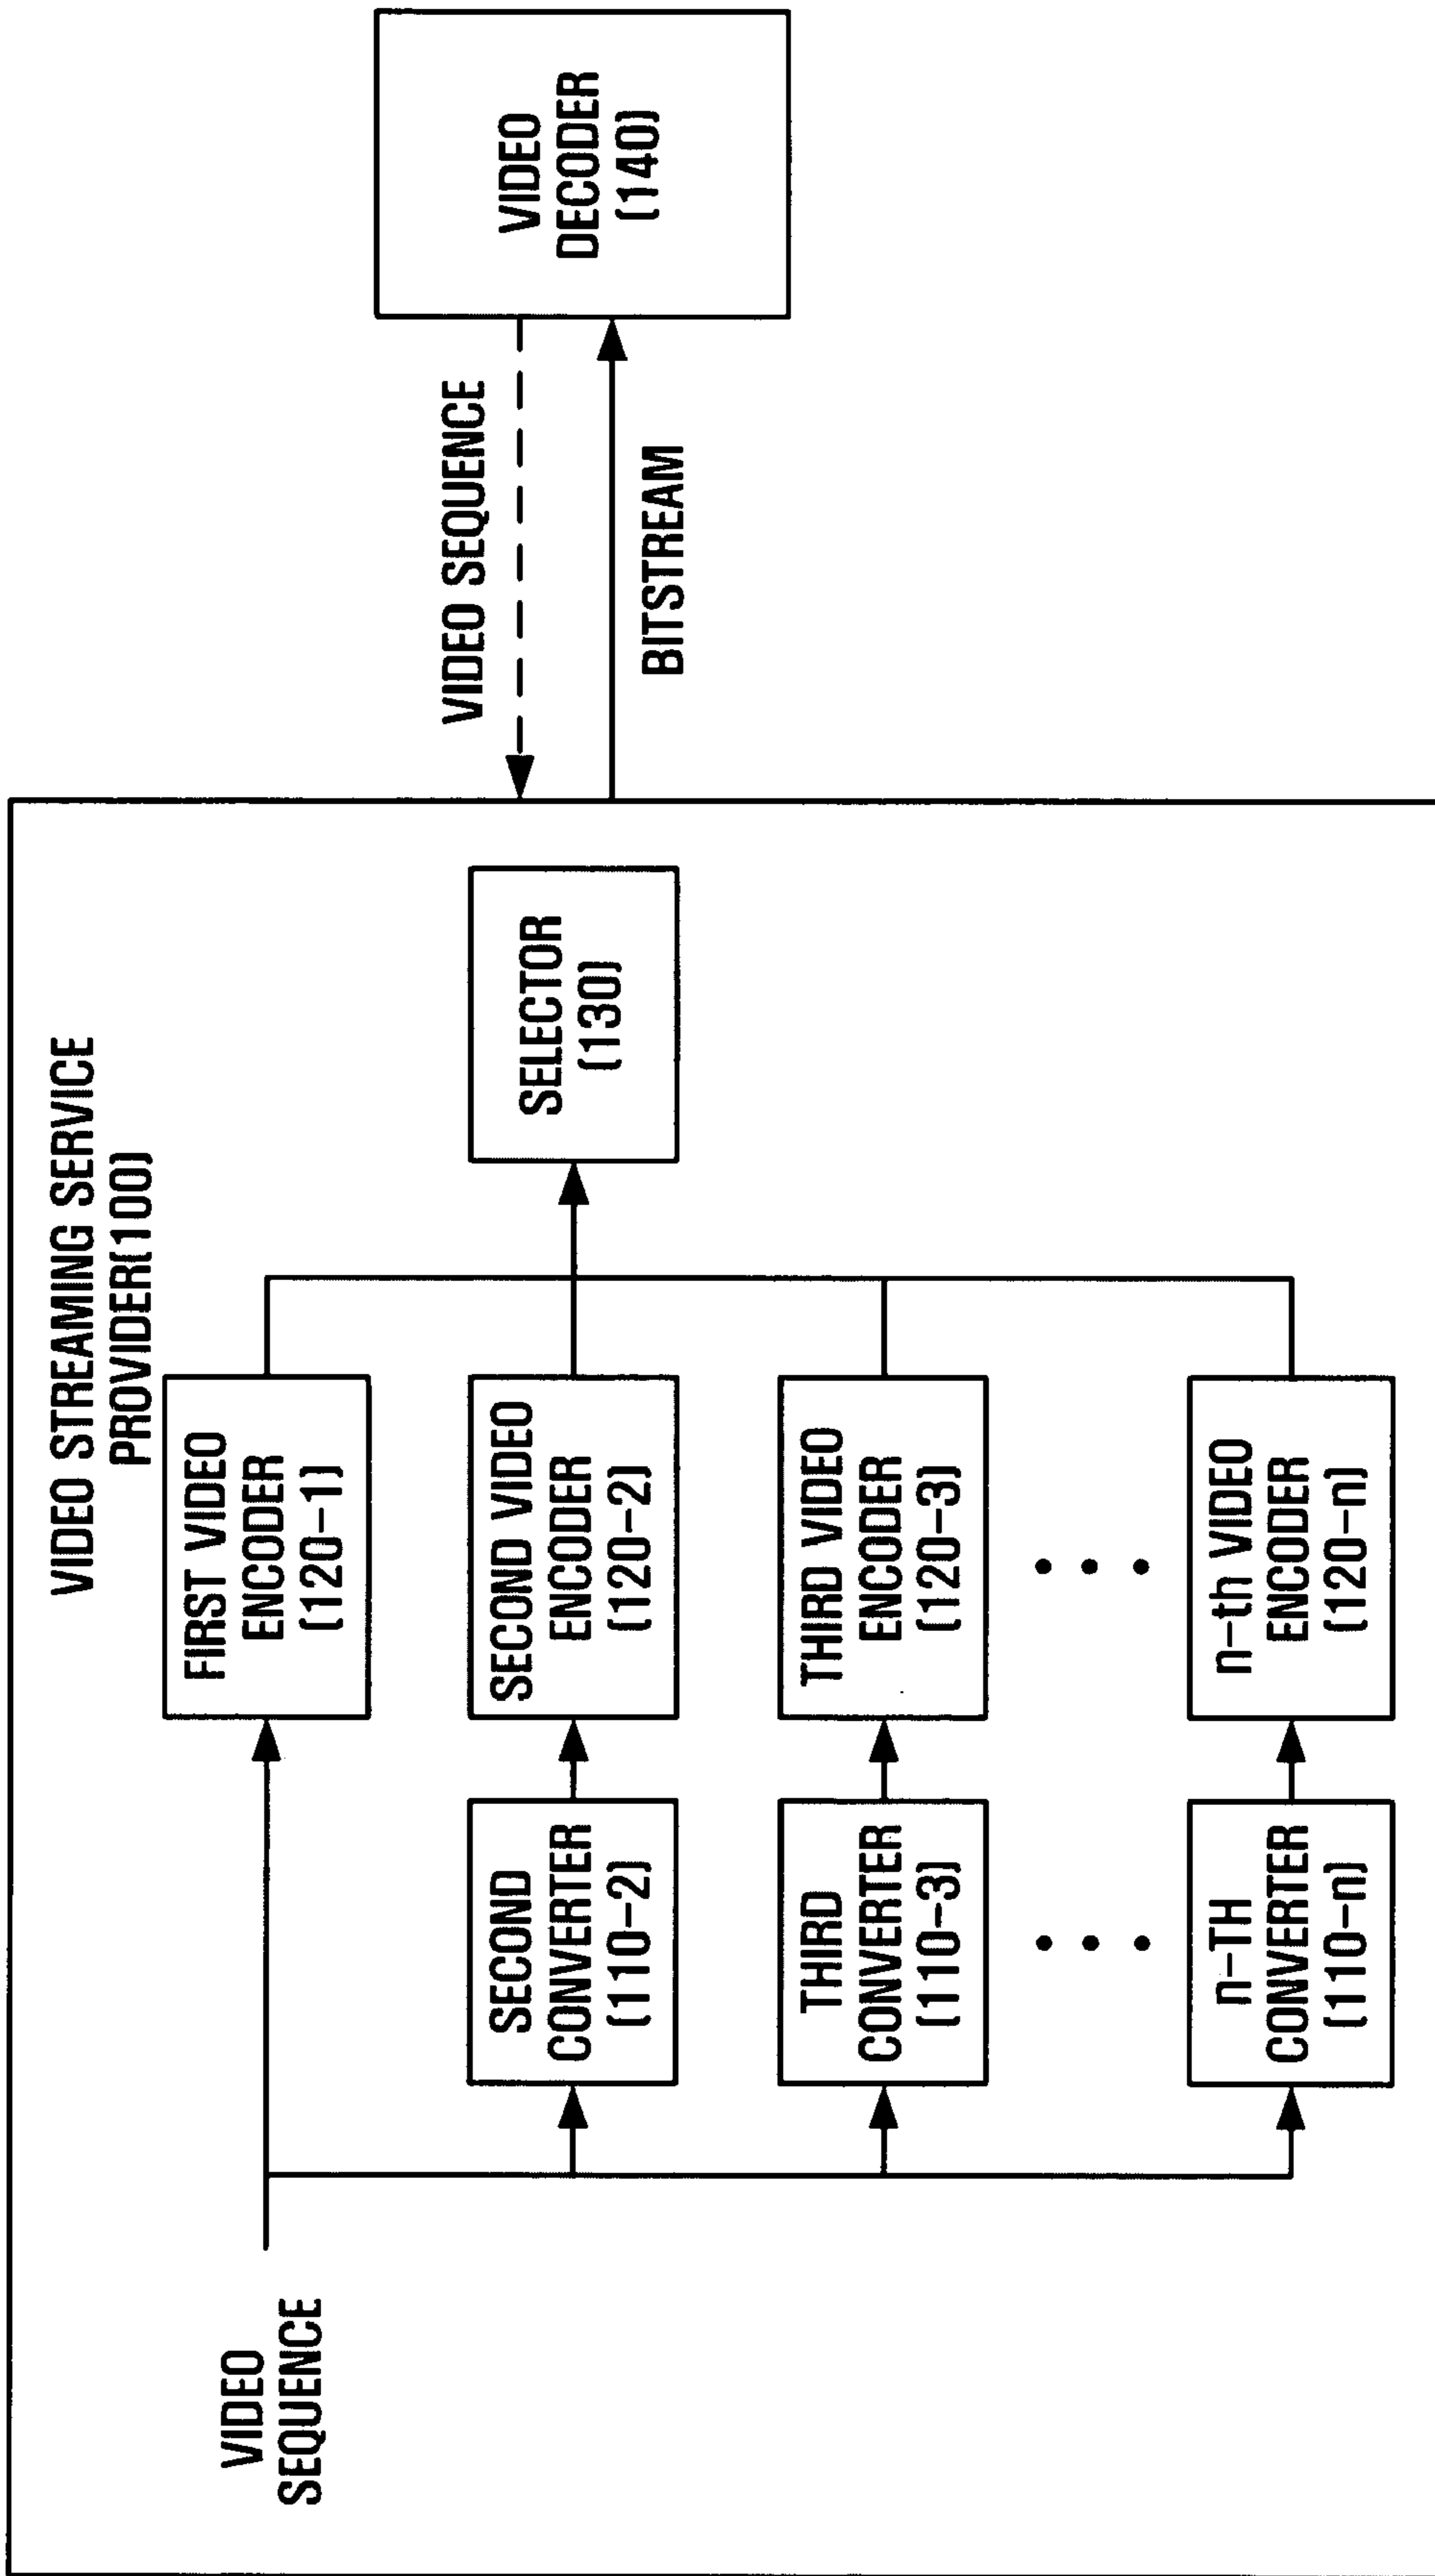 VIDEO STREAMING SERVICE
PROVIDER(100)
VIDEO
SEQUENCE
FIRST VIDEO
ENCODER
(120-1)
SECOND
CONVERTER
(110-2)
SECOND VIDEO
ENCODER
(120-2)
SELECTOR
(130)
THIRD
CONVERTER
(110-3)
THIRD VIDEO
ENCODER
(120-3)
n-TH
CONVERTER
(110-n)
n-th VIDEO
ENCODER
(120-n)
VIDEO SEQUENCE
BITSTREAM
VIDEO
DECODER
(140)